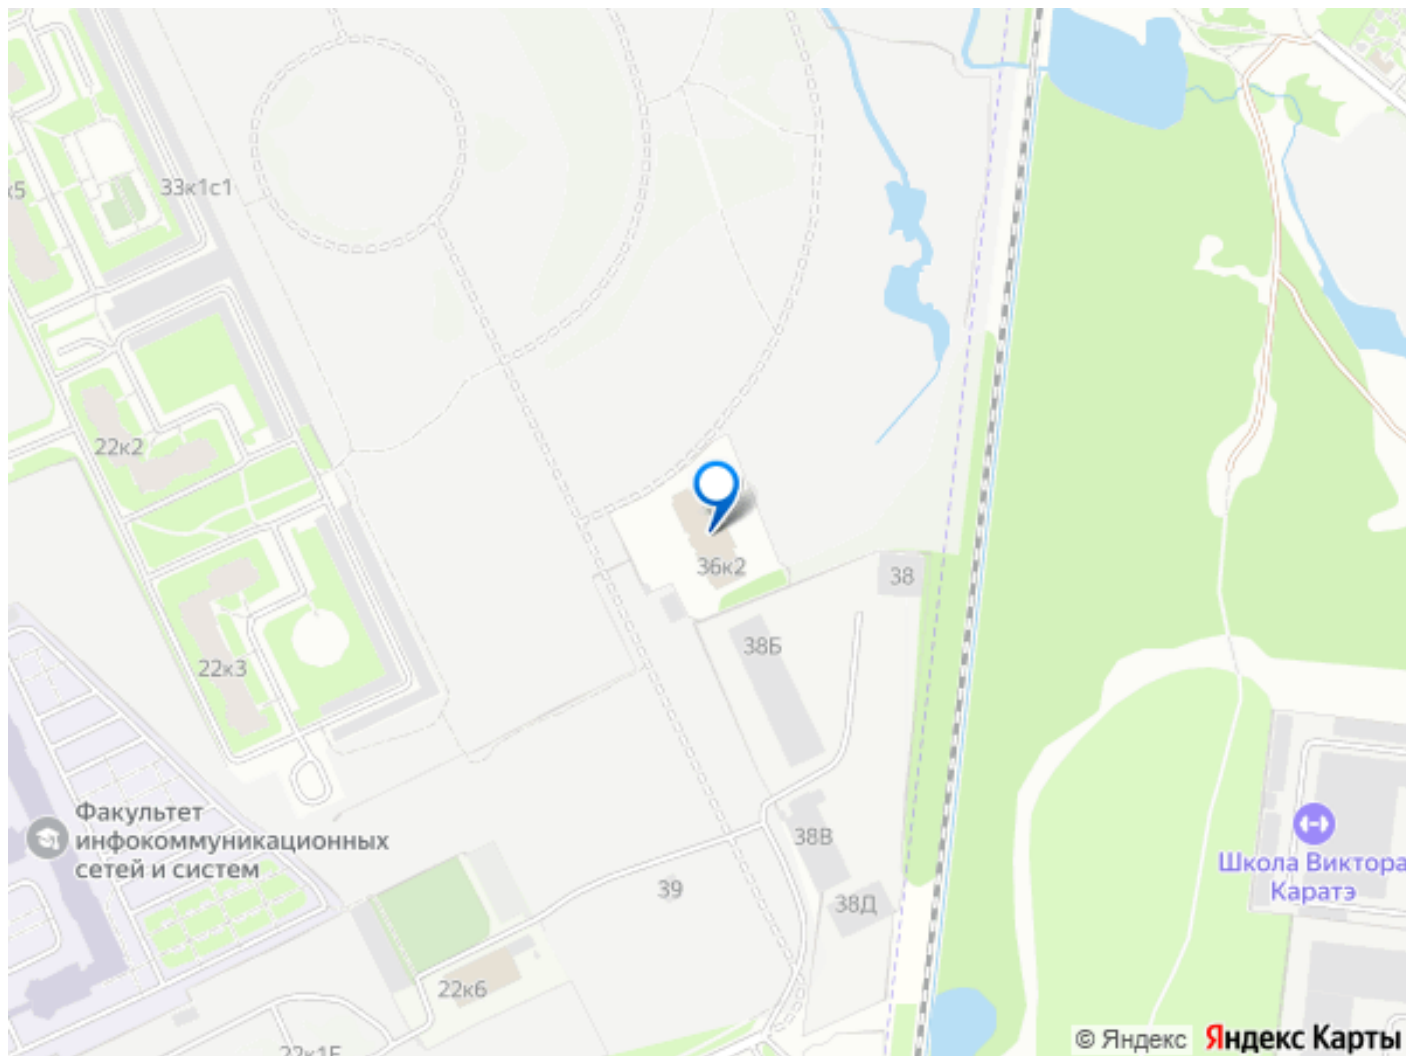 к5
33к1с1
22к2
36к2
38
38Б
22к3
Факультет
инфокоммуникационных
сетей и систем
38В
Школа Виктора
Каратэ
39
38Д
22к6
© Яндекс
Яндекс Карты